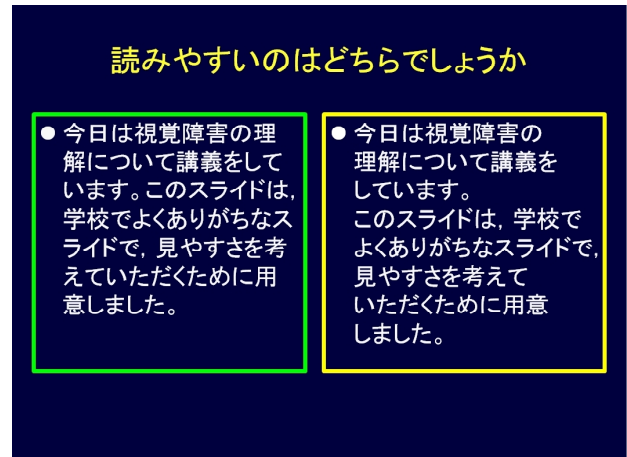 読みやすいのはどちらでしょうか
● 今日は視覚障害の理
解について講義をして
います。このスライドは,
学校でよくありがちなス
ライドで, 見やすさを考
えていただくために用
意しました。
● 今日は視覚障害の
理解について講義を
しています。
このスライドは, 学校で
よくありがちなスライドで,
見やすさを考えて
いただくために用意
しました。